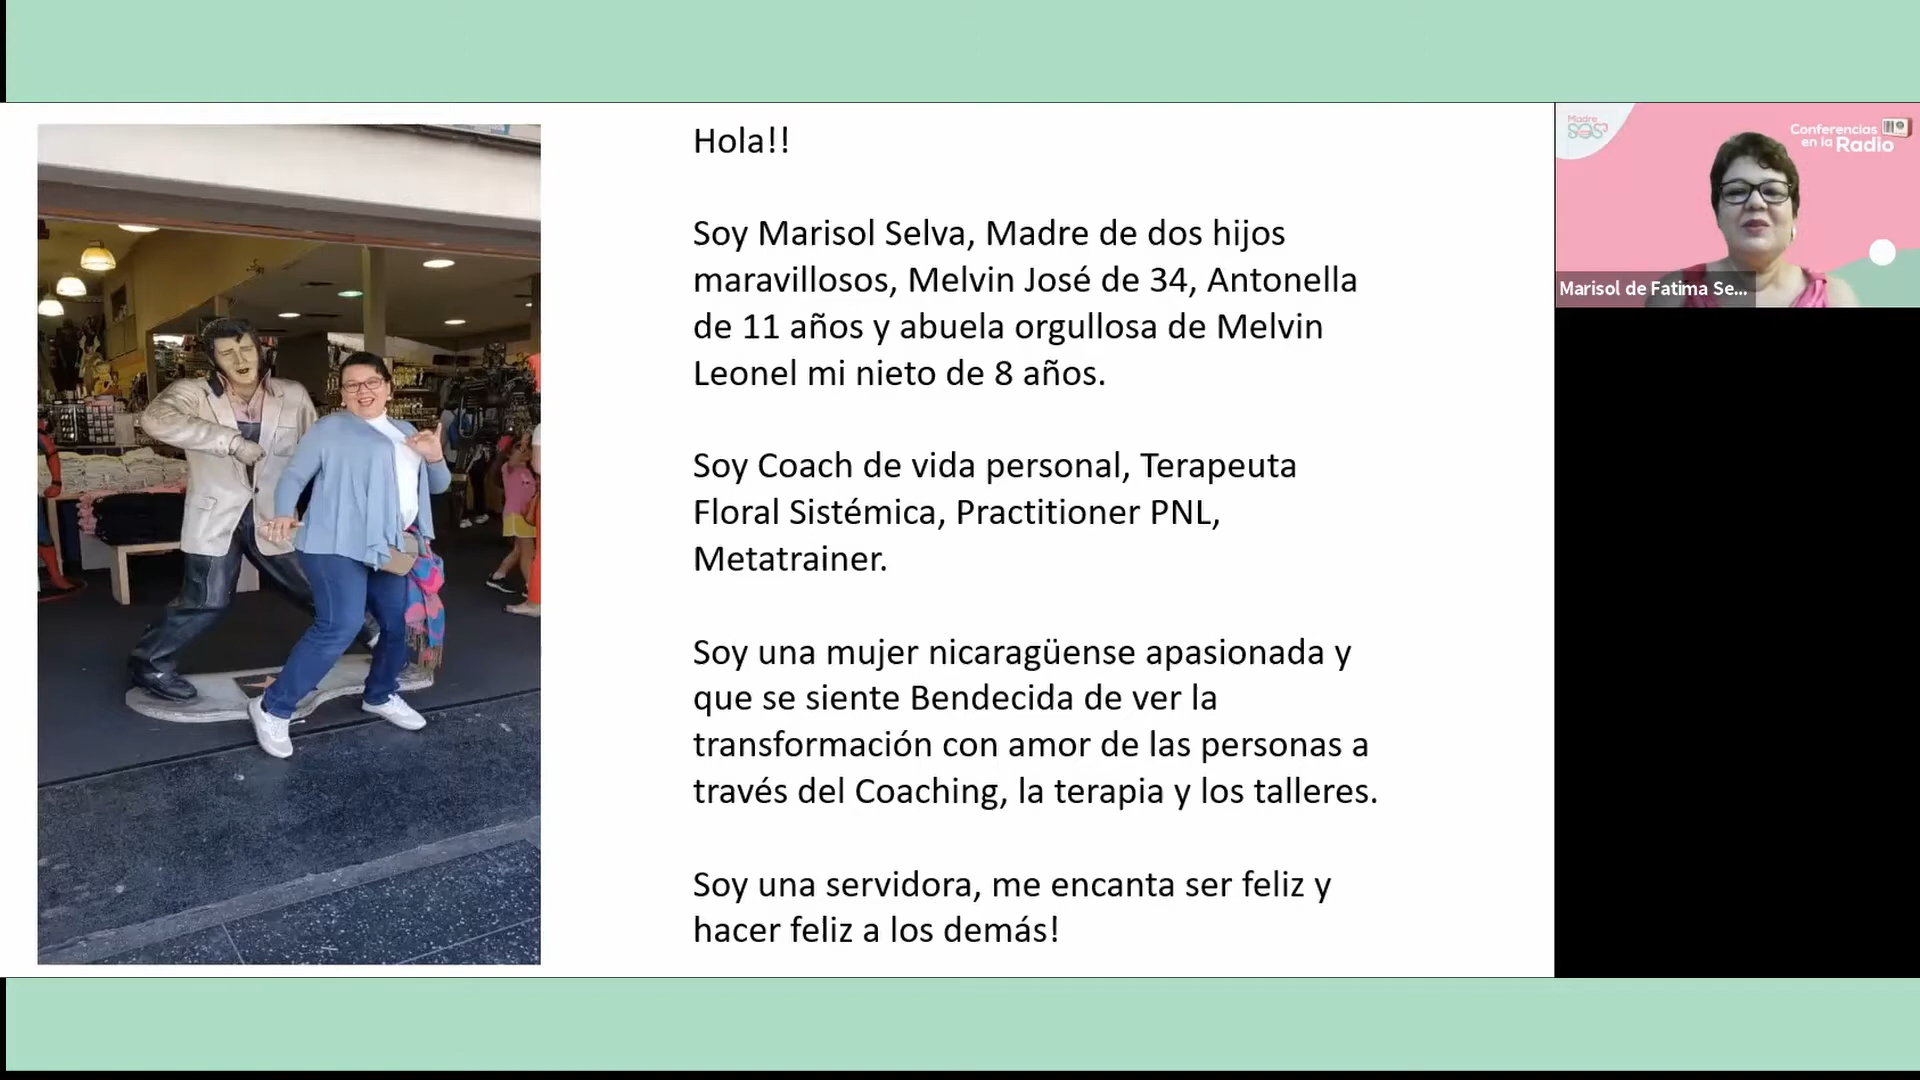 Hola!!
Soy Marisol Selva, Madre de dos hijos
maravillosos, Melvin José de 34, Antonella
de 11 años y abuela orgullosa de Melvin
Leonel mi nieto de 8 años.
Soy Coach de vida personal, Terapeuta
Floral Sistémica, Practitioner PNL,
Metatrainer.
Soy una mujer nicaragüense apasionada y
que se siente Bendecida de ver la
transformación con amor de las personas a
través del Coaching, la terapia y los talleres.
Soy una servidora, me encanta ser feliz y
hacer feliz a los demás!
Madre
SOS
Conferencias
en la Radio
Marisol de Fatima Se...